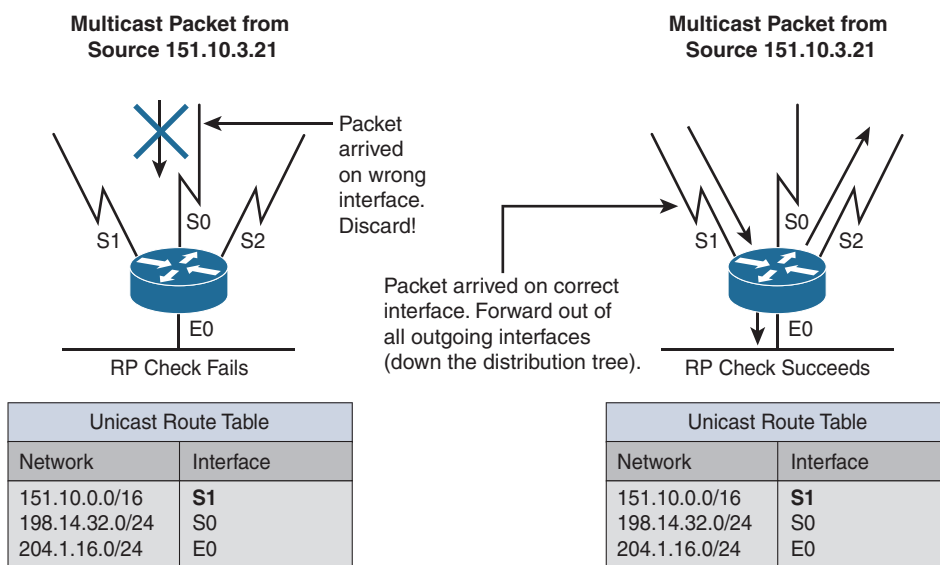 Multicast Packet from
Source 151.10.3.21
Packet
arrived
on wrong
interface.
Discard!
S1
S0
S2
E0
RP Check Fails
Unicast Route Table
Network Interface
151.10.0.0/16 S1
198.14.32.0/24 S0
204.1.16.0/24 E0
Multicast Packet from
Source 151.10.3.21
S1
S0
S2
Packet arrived on correct
interface. Forward out of
all outgoing interfaces
(down the distribution tree).
E0
RP Check Succeeds
Unicast Route Table
Network Interface
151.10.0.0/16 S1
198.14.32.0/24 S0
204.1.16.0/24 E0